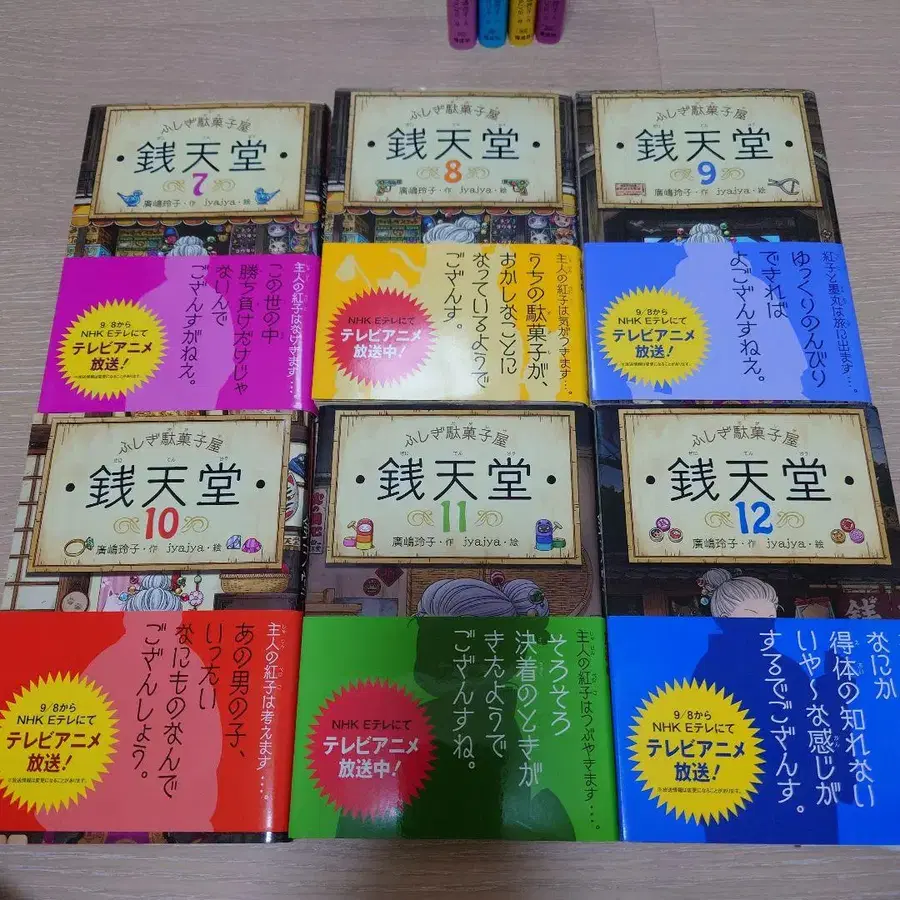 ふしぎ駄菓子屋
銭天堂
7
廣嶋玲子・作 jyajya・絵
主人の紅子はなげきます…。
この世の中
勝ち負けだけじゃ
ないんで
ございますがねえ。
9/8から
NHK Eテレにて
テレビアニメ
放送!
ふしぎ駄菓子屋
銭天堂
8
廣嶋玲子・作 jyajya・絵
主人の紅子は気がつきます…。
うちの駄菓子が、
おかしなことに
なっているようで
ござんす。
NHK Eテレにて
テレビアニメ
放送中!
ふしぎ駄菓子屋
銭天堂
9
廣嶋玲子・作 jyajya・絵
紅子と墨丸は旅に出ます…。
ゆっくりのんびり
できれば
よござんすねえ。
9/8から
NHK Eテレにて
テレビアニメ
放送!
ふしぎ駄菓子屋
銭天堂
10
廣嶋玲子・作 jyajya・絵
主人の紅子は考えます…。
あの男の子、
いったい
なにものなんで
ござんしょう。
9/8から
NHK Eテレにて
テレビアニメ
放送!
ふしぎ駄菓子屋
銭天堂
11
廣嶋玲子・作 jyajya・絵
主人の紅子はつぶやきます…。
そろそろ
決着のときが
きたようで
ござんすね。
NHK Eテレにて
テレビアニメ
放送中!
ふしぎ駄菓子屋
銭天堂
12
廣嶋玲子・作 jyajya・絵
なにか
得体の知れない
いや～な感じが
するでござんす。
9/8から
NHK Eテレにて
テレビアニメ
放送!